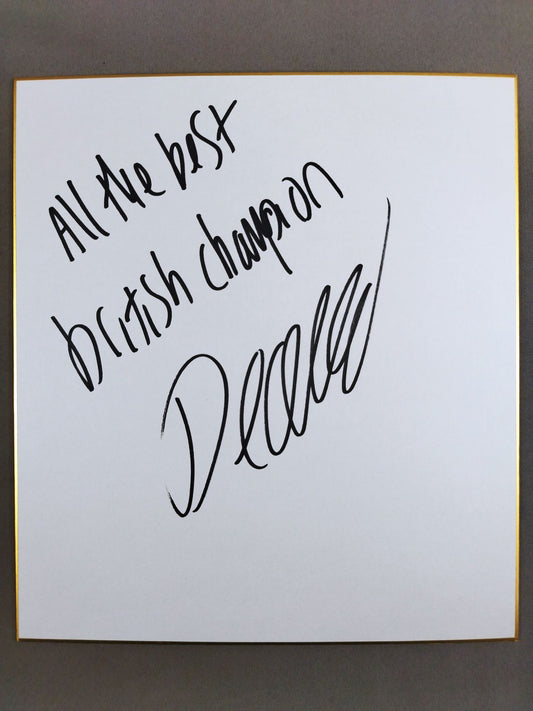 All the best
british champion